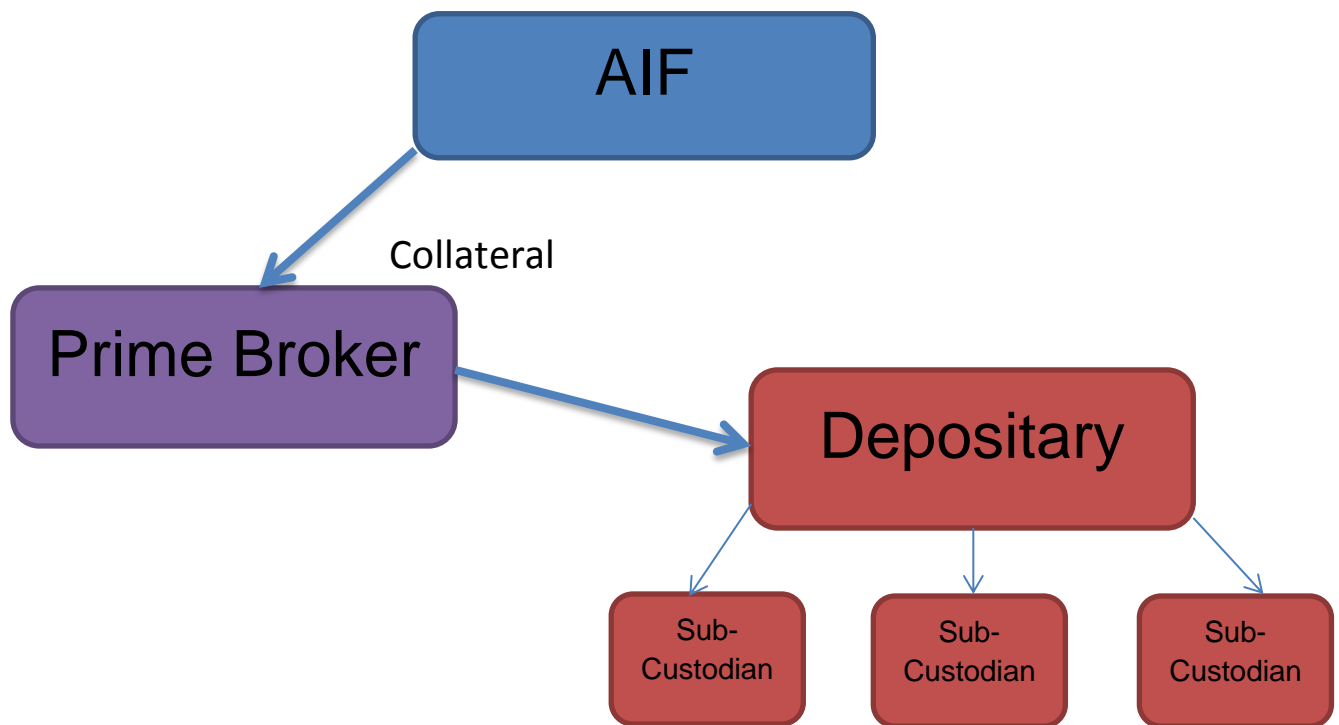 AIF
Collateral
Prime Broker
Depositary
Sub-
Custodian
Sub-
Custodian
Sub-
Custodian